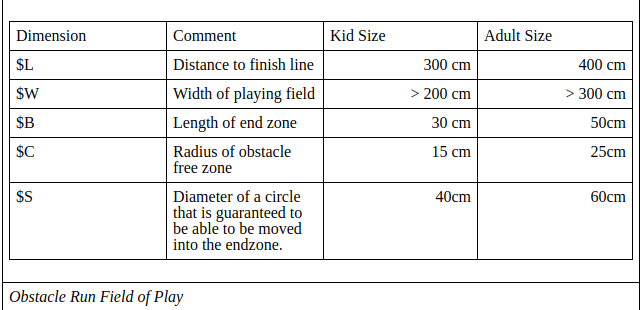 Dimension Comment Kid Size Adult Size
$L Distance to finish line 300 cm 400 cm
$W Width of playing field > 200 cm > 300 cm
$B Length of end zone 30 cm 50cm
$C Radius of obstacle 15 cm 25cm
free zone
$S Diameter of a circle 40cm 60cm
that is guaranteed to
be able to be moved
into the endzone.
Obstacle Run Field of Play